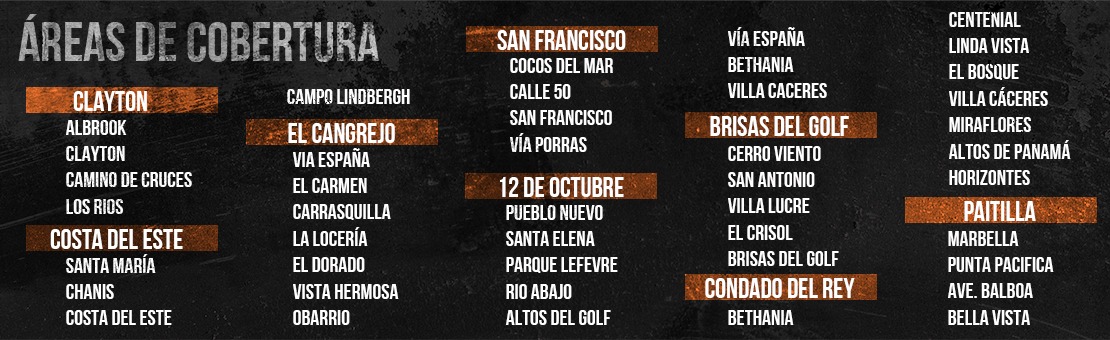 ÁREAS DE COBERTURA
CLAYTON
ALBROOK
CLAYTON
CAMINO DE CRUCES
LOS RIOS
COSTA DEL ESTE
SANTA MARÍA
CHANIS
COSTA DEL ESTE
CAMPO LINDBERGH
EL CANGREJO
VIA ESPAÑA
EL CARMEN
CARRASQUILLA
LA LOCERÍA
EL DORADO
VISTA HERMOSA
OBARRIO
SAN FRANCISCO
COCOS DEL MAR
CALLE 50
SAN FRANCISCO
VÍA PORRAS
12 DE OCTUBRE
PUEBLO NUEVO
SANTA ELENA
PARQUE LEFEVRE
RIO ABAJO
ALTOS DEL GOLF
VÍA ESPAÑA
BETHANIA
VILLA CACERES
BRISAS DEL GOLF
CERRO VIENTO
SAN ANTONIO
VILLA LUCRE
EL CRISOL
BRISAS DEL GOLF
CONDADO DEL REY
BETHANIA
CENTENIAL
LINDA VISTA
EL BOSQUE
VILLA CÁCERES
MIRAFLORES
ALTOS DE PANAMÁ
HORIZONTES
PAITILLA
MARBELLA
PUNTA PACIFICA
AVE. BALBOA
BELLA VISTA